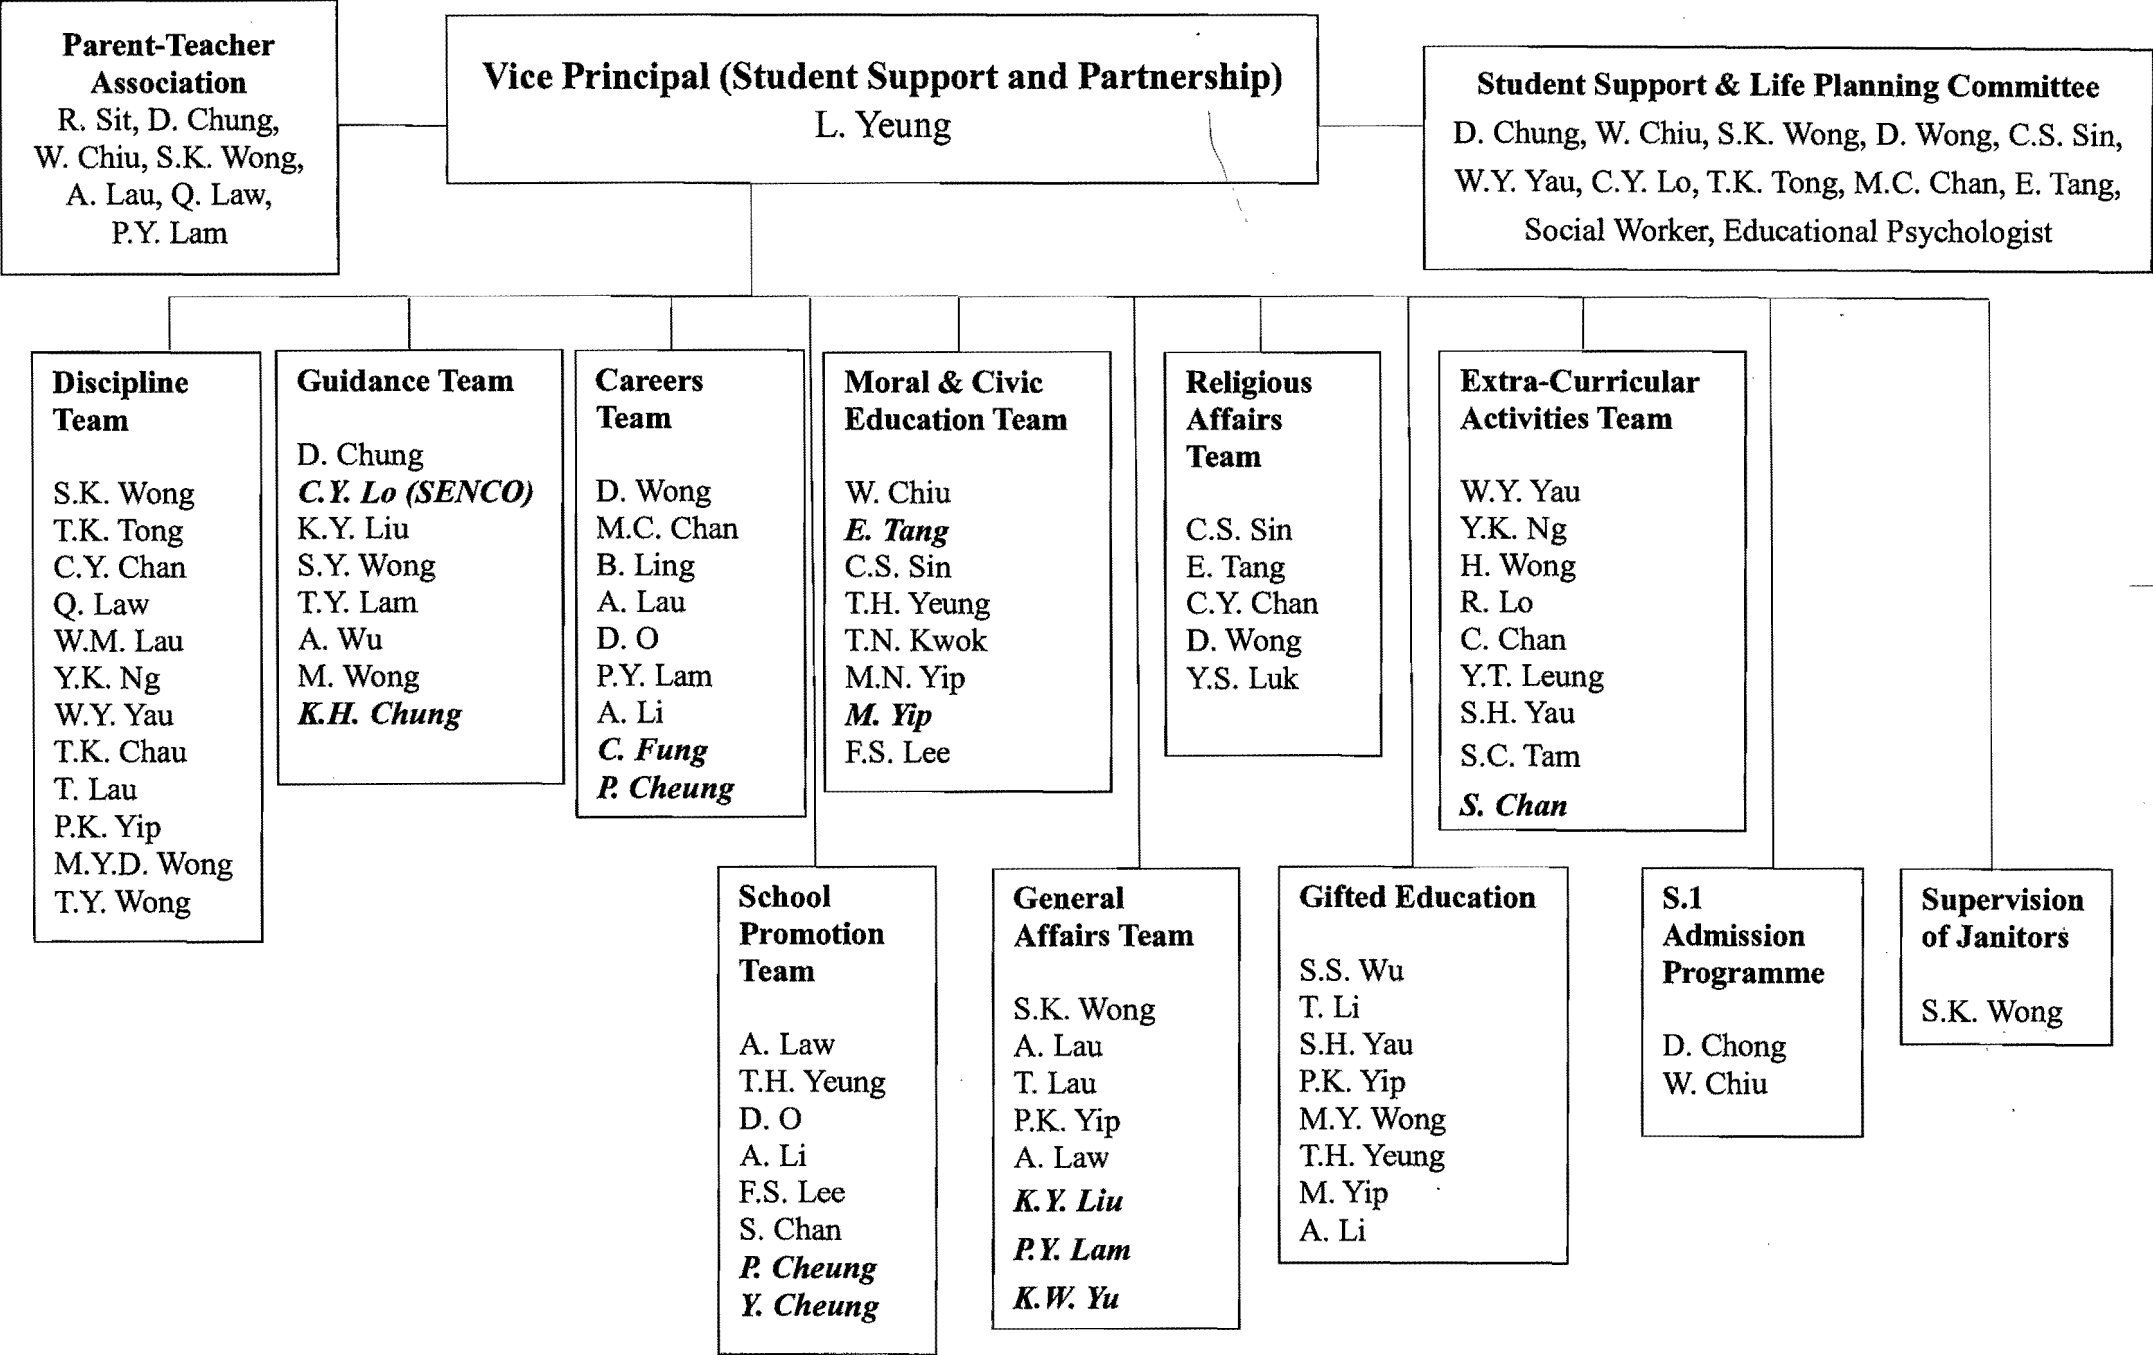 Parent-Teacher
Association
R. Sit, D. Chung,
W. Chiu, S.K. Wong,
A. Lau, Q. Law,
P.Y. Lam
Vice Principal (Student Support and Partnership)
L. Yeung
Student Support & Life Planning Committee
D. Chung, W. Chiu, S.K. Wong, D. Wong, C.S. Sin,
W.Y. Yau, C.Y. Lo, T.K. Tong, M.C. Chan, E. Tang,
Social Worker, Educational Psychologist
Discipline
Team
S.K. Wong
T.K. Tong
C.Y. Chan
Q. Law
W.M. Lau
Y.K. Ng
W.Y. Yau
T.K. Chau
T. Lau
P.K. Yip
M.Y.D. Wong
T.Y. Wong
Guidance Team
D. Chung
C.Y. Lo (SENCO)
K.Y. Liu
S.Y. Wong
T.Y. Lam
A. Wu
M. Wong
K.H. Chung
Careers
Team
D. Wong
M.C. Chan
B. Ling
A. Lau
D. O
P.Y. Lam
A. Li
C. Fung
P. Cheung
Moral & Civic
Education Team
W. Chiu
E. Tang
C.S. Sin
T.H. Yeung
T.N. Kwok
M.N. Yip
M. Yip
F.S. Lee
Religious
Affairs
Team
C.S. Sin
E. Tang
C.Y. Chan
D. Wong
Y.S. Luk
Extra-Curricular
Activities Team
W.Y. Yau
Y.K. Ng
H. Wong
R. Lo
C. Chan
Y.T. Leung
S.H. Yau
S.C. Tam
S. Chan
School
Promotion
Team
A. Law
T.H. Yeung
D. O
A. Li
F.S. Lee
S. Chan
P. Cheung
Y. Cheung
General
Affairs Team
S.K. Wong
A. Lau
T. Lau
P.K. Yip
A. Law
K.Y. Liu
P.Y. Lam
K.W. Yu
Gifted Education
S.S. Wu
T. Li
S.H. Yau
P.K. Yip
M.Y. Wong
T.H. Yeung
M. Yip
A. Li
S.1
Admission
Programme
D. Chong
W. Chiu
Supervision
of Janitors
S.K. Wong